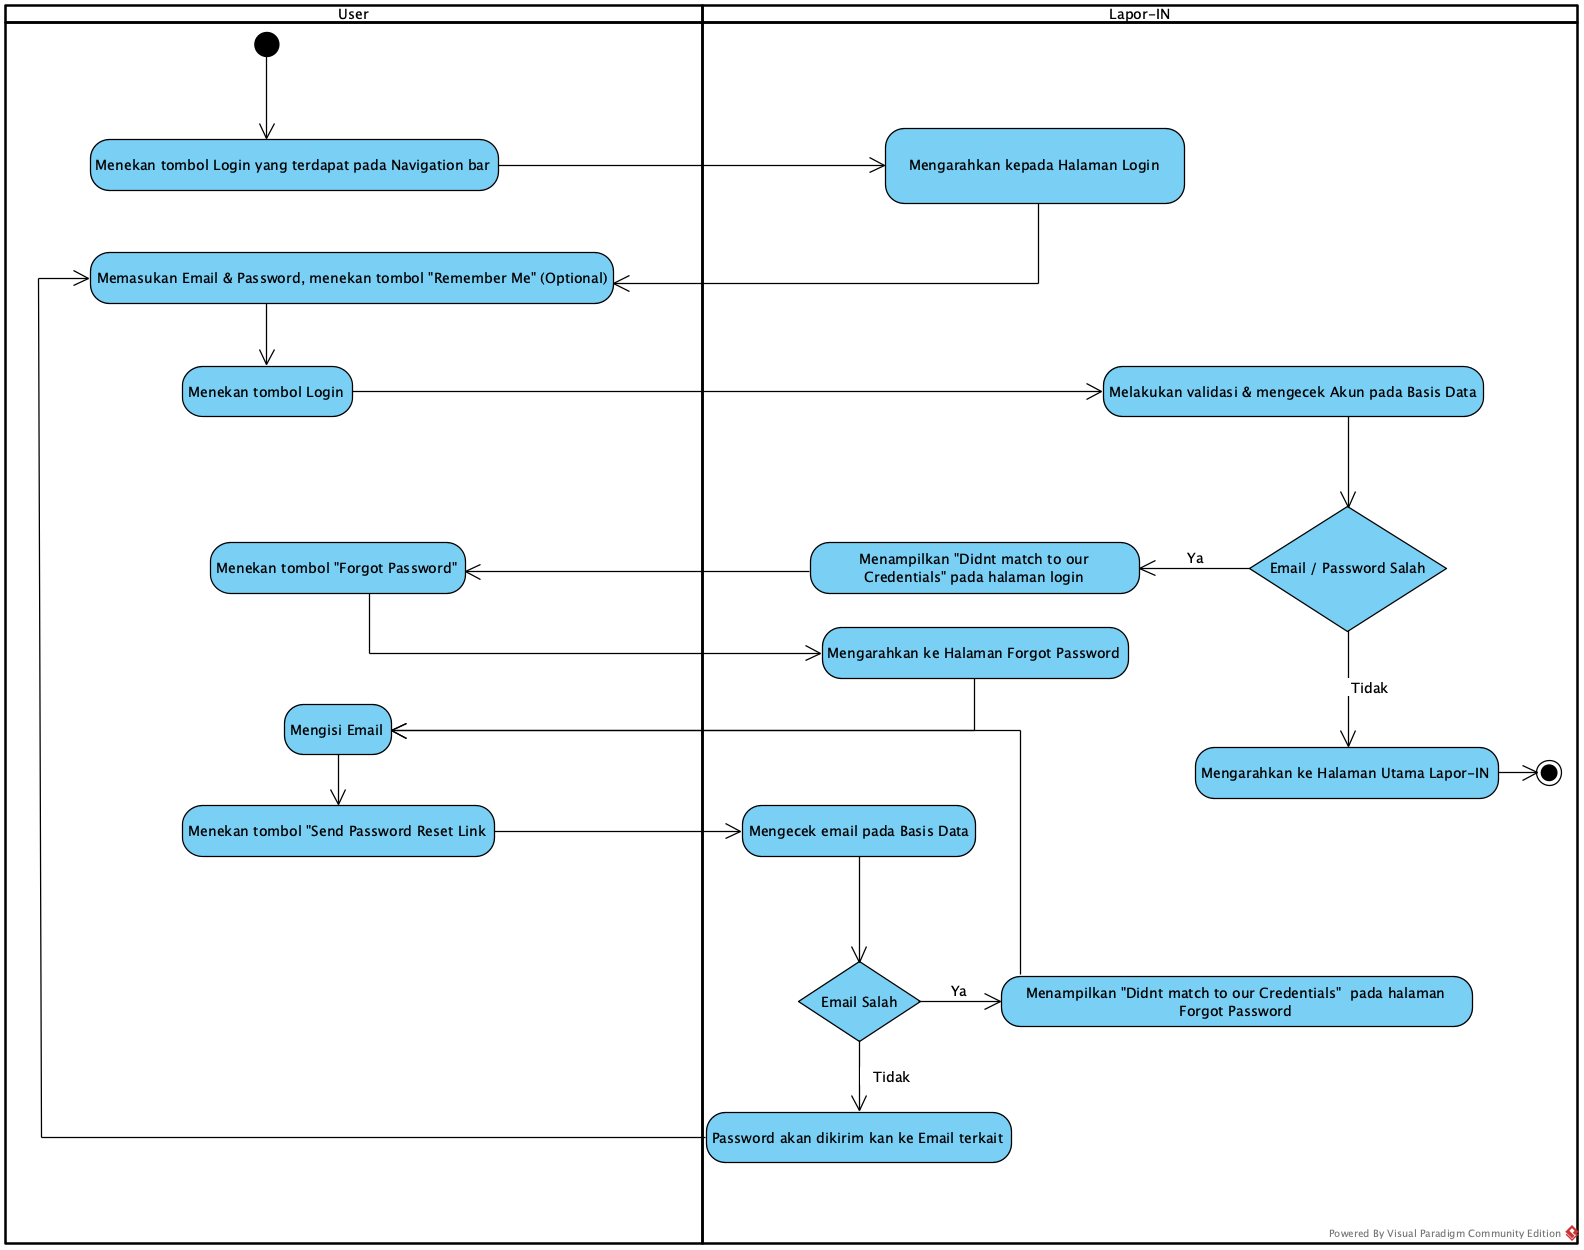 User
Lapor-IN
Menekan tombol Login yang terdapat pada Navigation bar
Mengarahkan kepada Halaman Login
Memasukan Email & Password, menekan tombol "Remember Me" (Optional)
Menekan tombol Login
Melakukan validasi & mengecek Akun pada Basis Data
Email / Password Salah
Ya
Menampilkan "Didnt match to our
Credentials" pada halaman login
Menekan tombol "Forgot Password"
Mengarahkan ke Halaman Forgot Password
Tidak
Mengisi Email
Mengarahkan ke Halaman Utama Lapor-IN
Menekan tombol "Send Password Reset Link
Mengecek email pada Basis Data
Email Salah
Ya
Menampilkan "Didnt match to our Credentials"  pada halaman
Forgot Password
Tidak
Password akan dikirim kan ke Email terkait
Powered By Visual Paradigm Community Edition